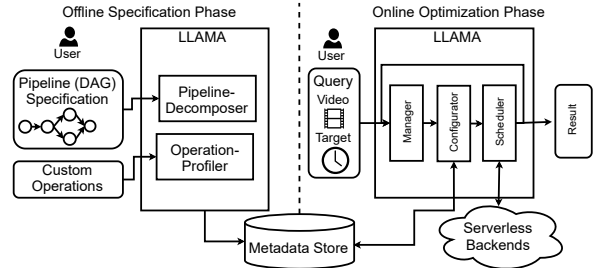 Offline Specification Phase
User
LLAMA
Pipeline (DAG)
Specification
Pipeline-
Decomposer
Operation-
Profiler
Custom
Operations
Metadata Store
Online Optimization Phase
User
LLAMA
Query
Video
Target
Manager
Configurator
Scheduler
Result
Serverless
Backends